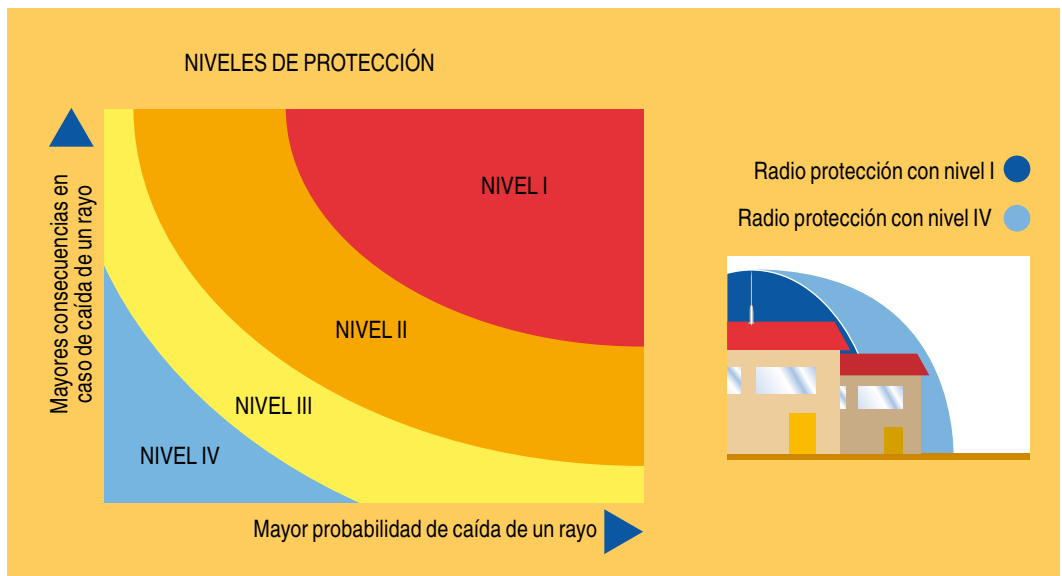 NIVELES DE PROTECCIÓN
Mayores consecuencias en
caso de caída de un rayo
NIVEL I
NIVEL II
NIVEL III
NIVEL IV
Mayor probabilidad de caída de un rayo
Radio protección con nivel I
Radio protección con nivel IV